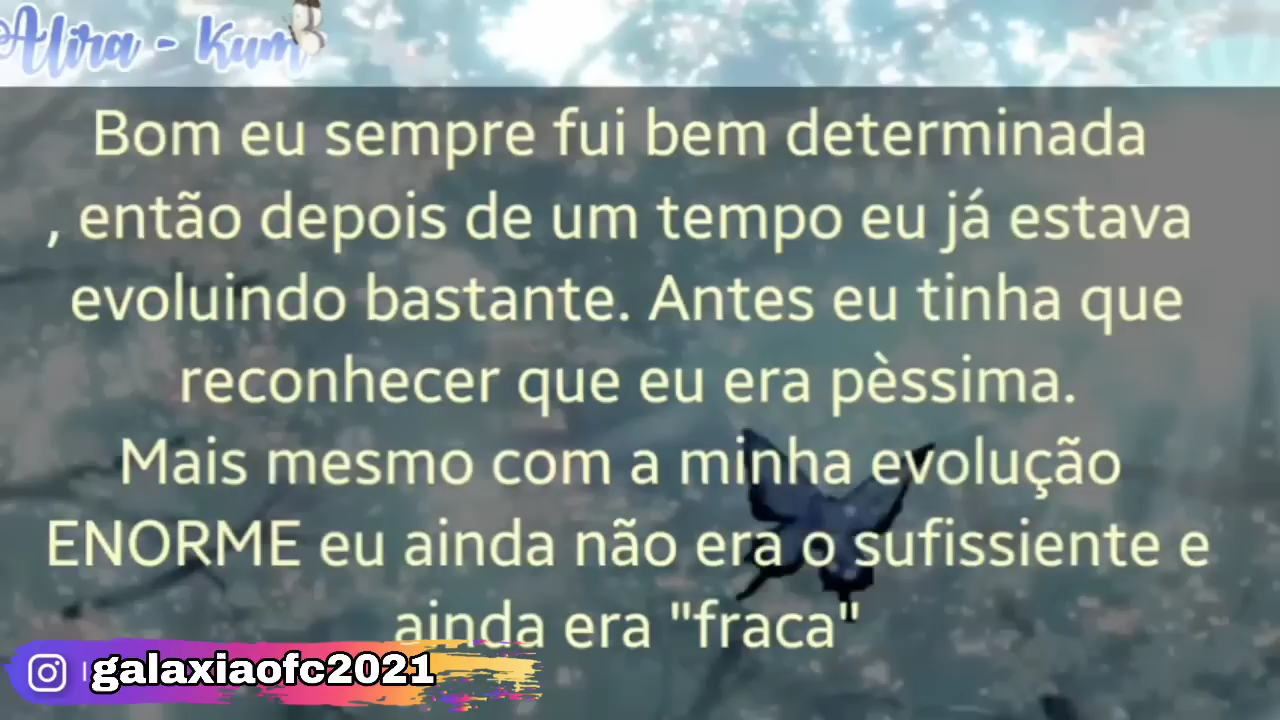 Alira - Kum
Bom eu sempre fui bem determinada
, então depois de um tempo eu já estava
evoluindo bastante. Antes eu tinha que
reconhecer que eu era pèssima.
Mais mesmo com a minha evolução
ENORME eu ainda não era o sufissiente e
ainda era "fraca"
galaxiaofc2021